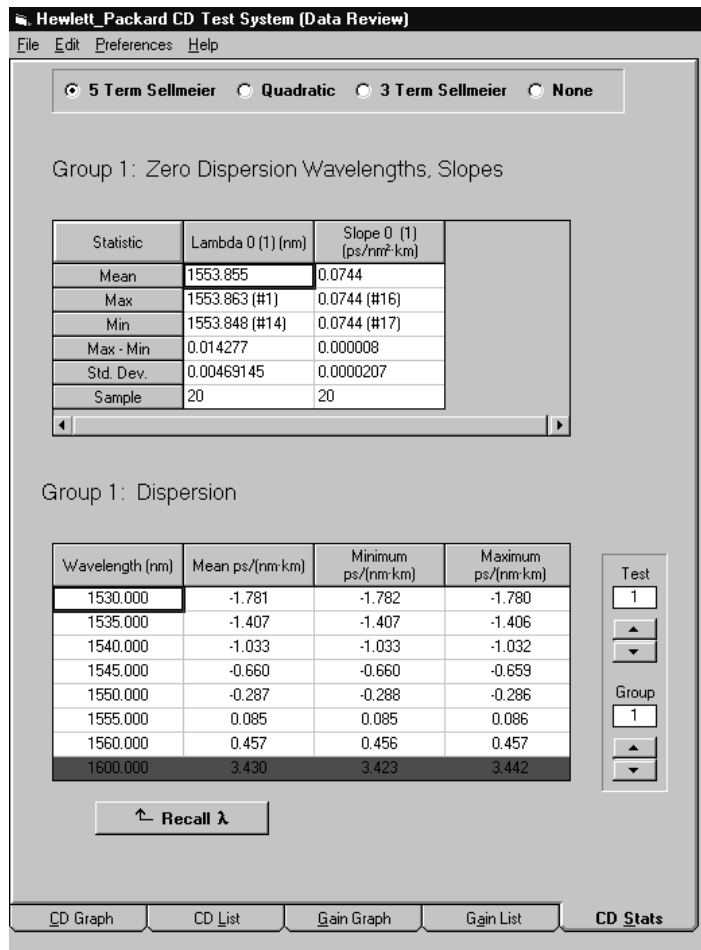 Hewlett_Packard CD Test System (Data Review)
File Edit Preferences Help
5 Term Sellmeier Quadratic 3 Term Sellmeier None
Group 1: Zero Dispersion Wavelengths, Slopes
Statistic Lambda 0 (1) (nm) Slope 0 (1) (ps/nm²·km)
Mean 1553.855 0.0744
Max 1553.863 (#1) 0.0744 (#16)
Min 1553.848 (#14) 0.0744 (#17)
Max - Min 0.014277 0.000008
Std. Dev. 0.00469145 0.0000207
Sample 20 20
Group 1: Dispersion
Wavelength (nm) Mean ps/(nm·km) Minimum ps/(nm·km) Maximum ps/(nm·km)
1530.000 -1.781 -1.782 -1.780
1535.000 -1.407 -1.407 -1.406
1540.000 -1.033 -1.033 -1.032
1545.000 -0.660 -0.660 -0.659
1550.000 -0.287 -0.288 -0.286
1555.000 0.085 0.085 0.086
1560.000 0.457 0.456 0.457
1600.000 3.430 3.423 3.442
Test
1
Group
1
Recall λ
CD Graph CD List Gain Graph Gain List CD Stats